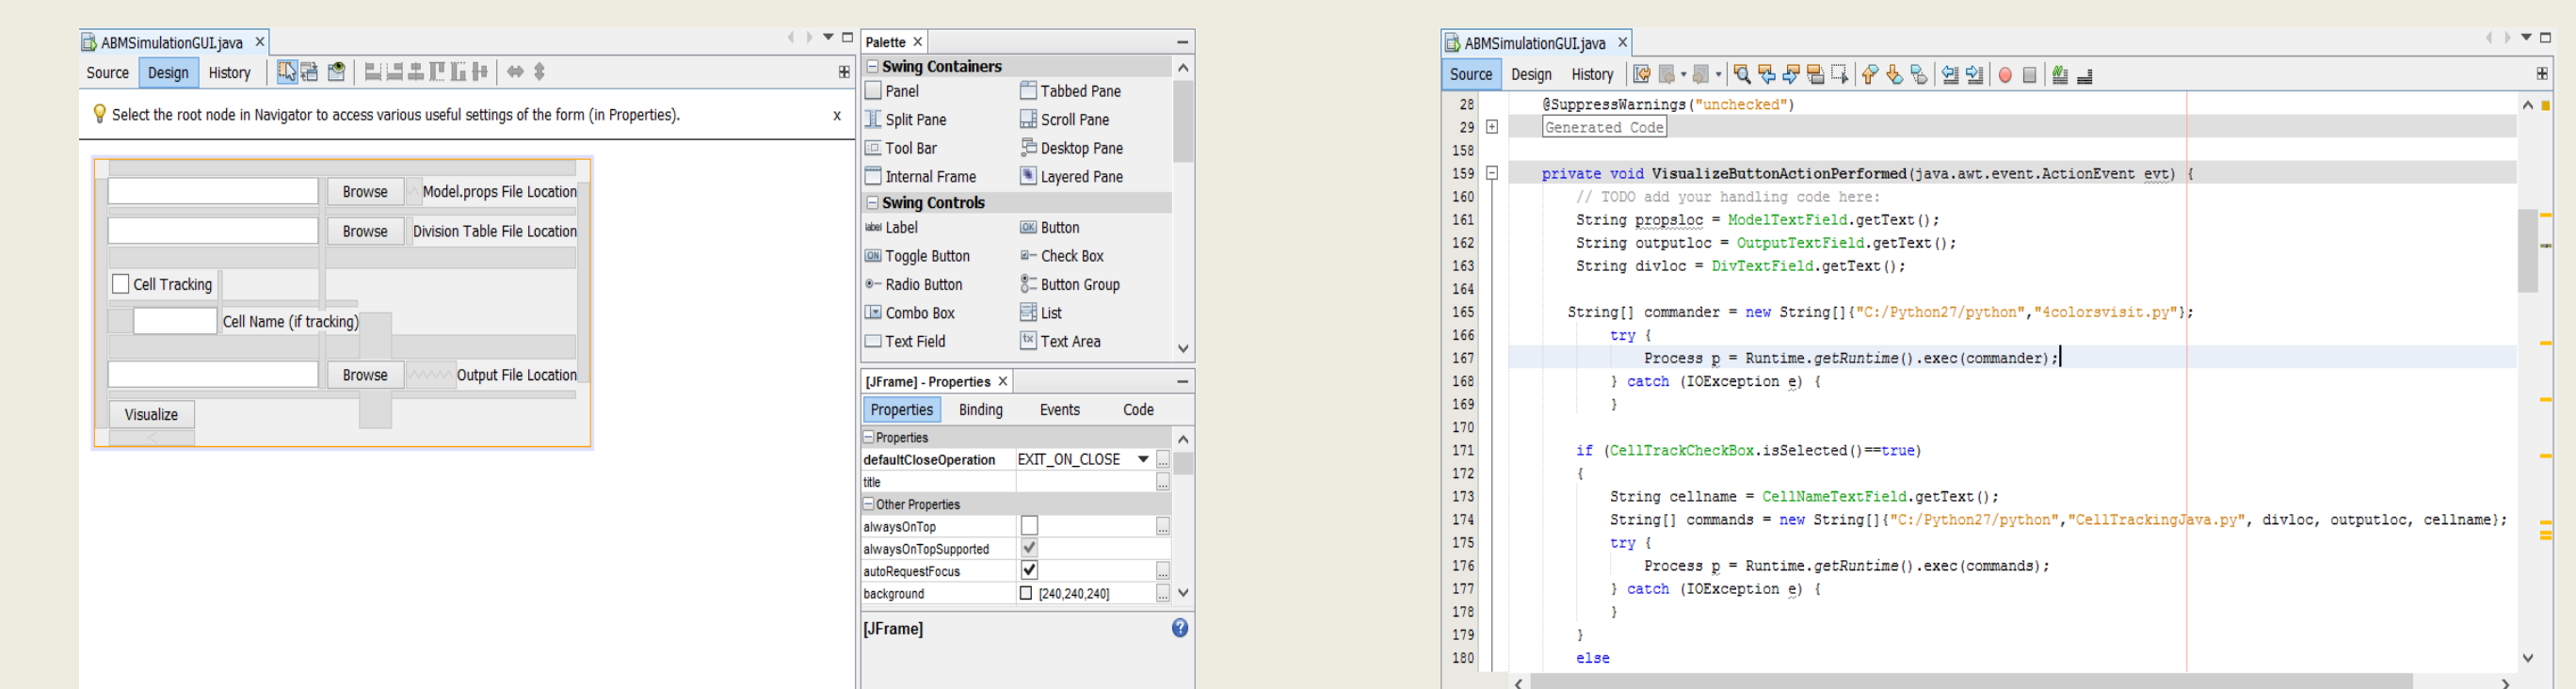 ABMSimulationGUI.java ×
Source Design History
Select the root node in Navigator to access various useful settings of the form (in Properties). x
Browse Model.props File Location
Browse Division Table File Location
Cell Tracking
Cell Name (if tracking)
Browse Output File Location
Visualize
Palette ×
Swing Containers
Panel Tabbed Pane
Split Pane Scroll Pane
Tool Bar Desktop Pane
Internal Frame Layered Pane
Swing Controls
label Label OK Button
ON Toggle Button Check Box
Radio Button Button Group
Combo Box List
Text Field tx Text Area
[JFrame] - Properties ×
Properties Binding Events Code
Properties
defaultCloseOperation EXIT_ON_CLOSE ...
title ...
Other Properties
alwaysOnTop ...
alwaysOnTopSupported
autoRequestFocus ...
background [240,240,240] ...
[JFrame] ?
ABMSimulationGUI.java ×
Source Design History
28 @SuppressWarnings("unchecked")
29 Generated Code
158
159 private void VisualizeButtonActionPerformed(java.awt.event.ActionEvent evt) {
160 // TODO add your handling code here:
161 String propsloc = ModelTextField.getText();
162 String outputloc = OutputTextField.getText();
163 String divloc = DivTextField.getText();
164
165 String[] commander = new String[]{"C:/Python27/python","4colorsvisit.py"};
166 try {
167 Process p = Runtime.getRuntime().exec(commander);
168 } catch (IOException e) {
169 }
170
171 if (CellTrackCheckBox.isSelected()==true)
172 {
173 String cellname = CellNameTextField.getText();
174 String[] commands = new String[]{"C:/Python27/python","CellTrackingJava.py", divloc, outputloc, cellname};
175 try {
176 Process p = Runtime.getRuntime().exec(commands);
177 } catch (IOException e) {
178 }
179 }
180 else